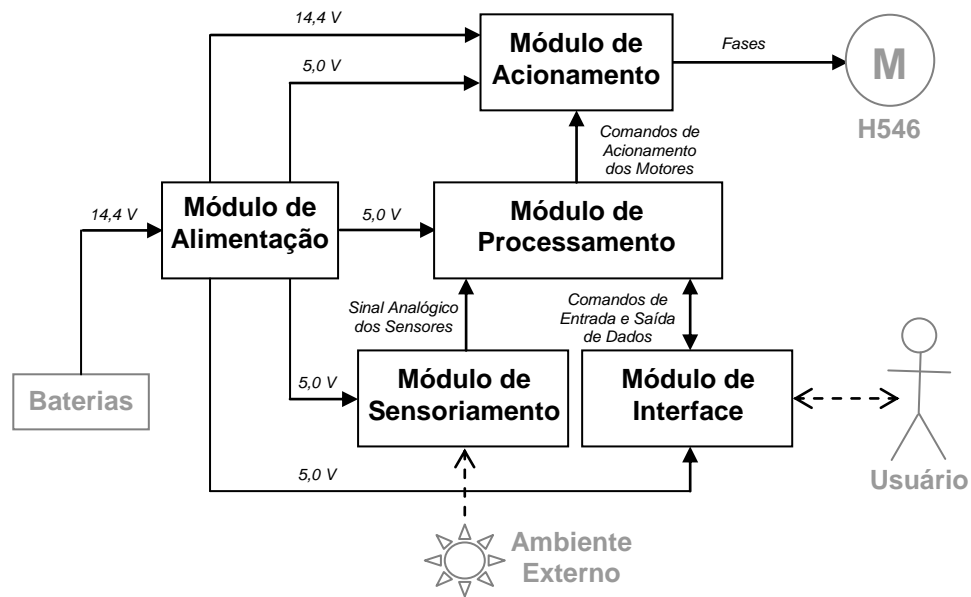 14,4 V
5,0 V
Módulo de
Acionamento
Fases
M
H546
Comandos de
Acionamento
dos Motores
14,4 V
Módulo de
Alimentação
5,0 V
Módulo de
Processamento
Sinal Analógico
dos Sensores
Comandos de
Entrada e Saída
de Dados
Baterias
5,0 V
Módulo de
Sensoriamento
Módulo de
Interface
Usuário
5,0 V
Ambiente
Externo